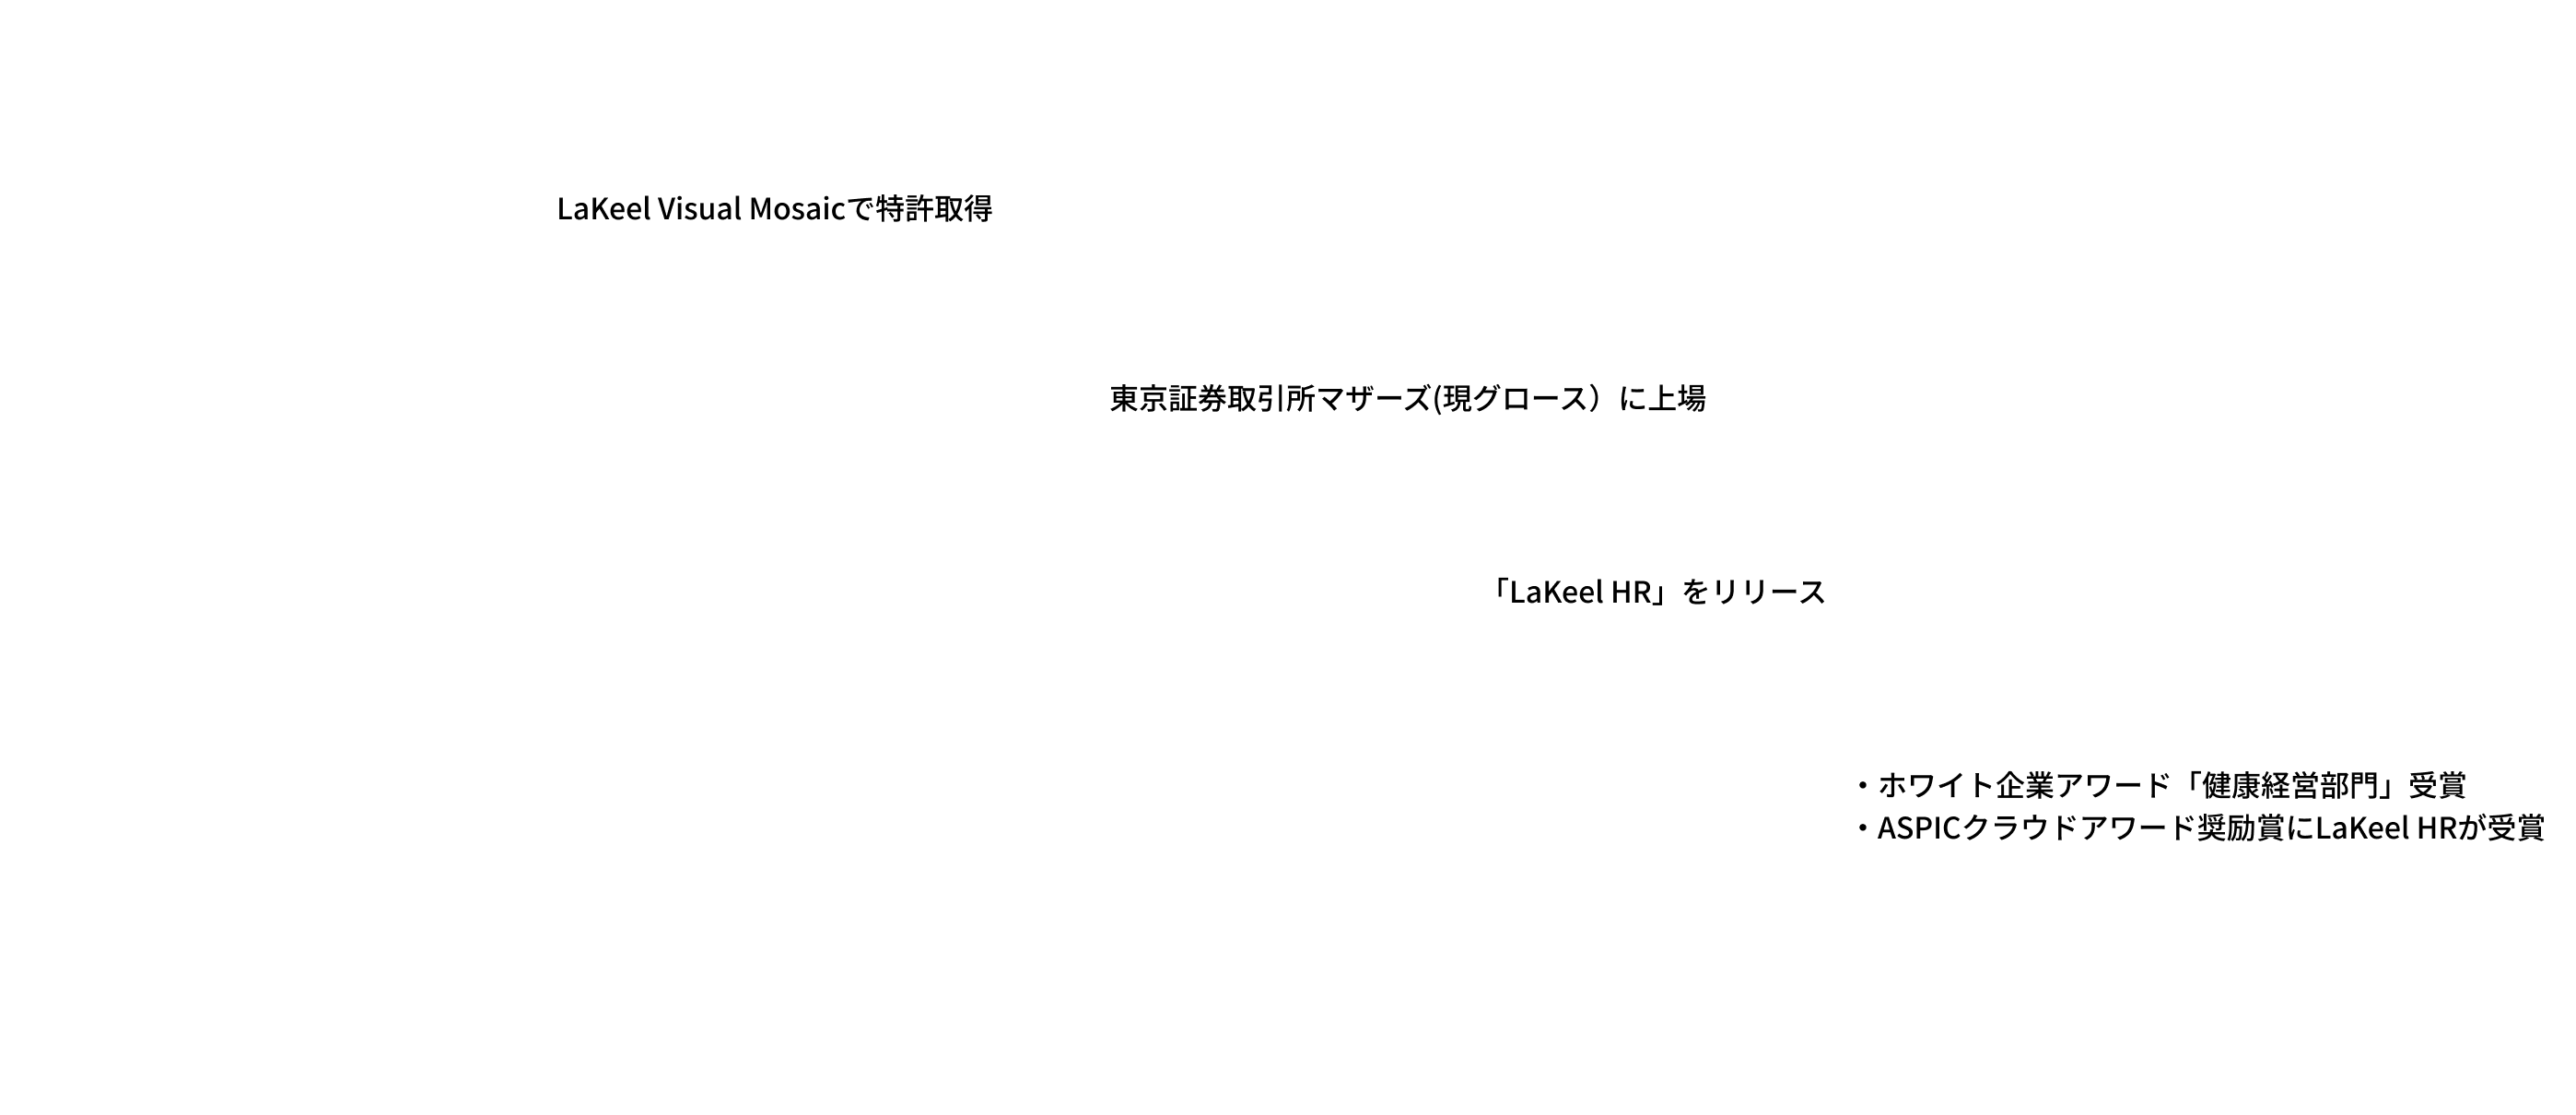 LaKeel Visual Mosaicで特許取得
東京証券取引所マザーズ(現グロース）に上場
「LaKeel HR」をリリース
・ホワイト企業アワード「健康経営部門」受賞
・ASPICクラウドアワード奨励賞にLaKeel HRが受賞